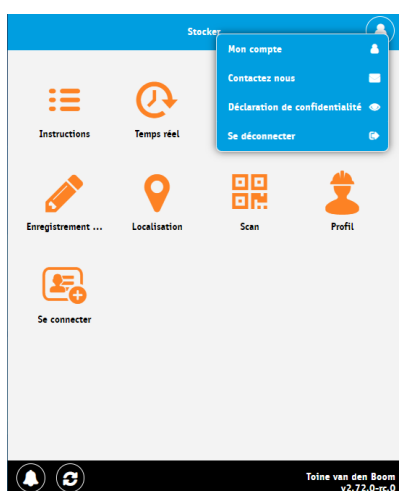 Stocker
Mon compte
Contactez nous
Déclaration de confidentialité
Se déconnecter
Instructions
Temps réel
Enregistrement ...
Localisation
Scan
Profil
Se connecter
Toine van den Boom
v2.72.0-rc.0